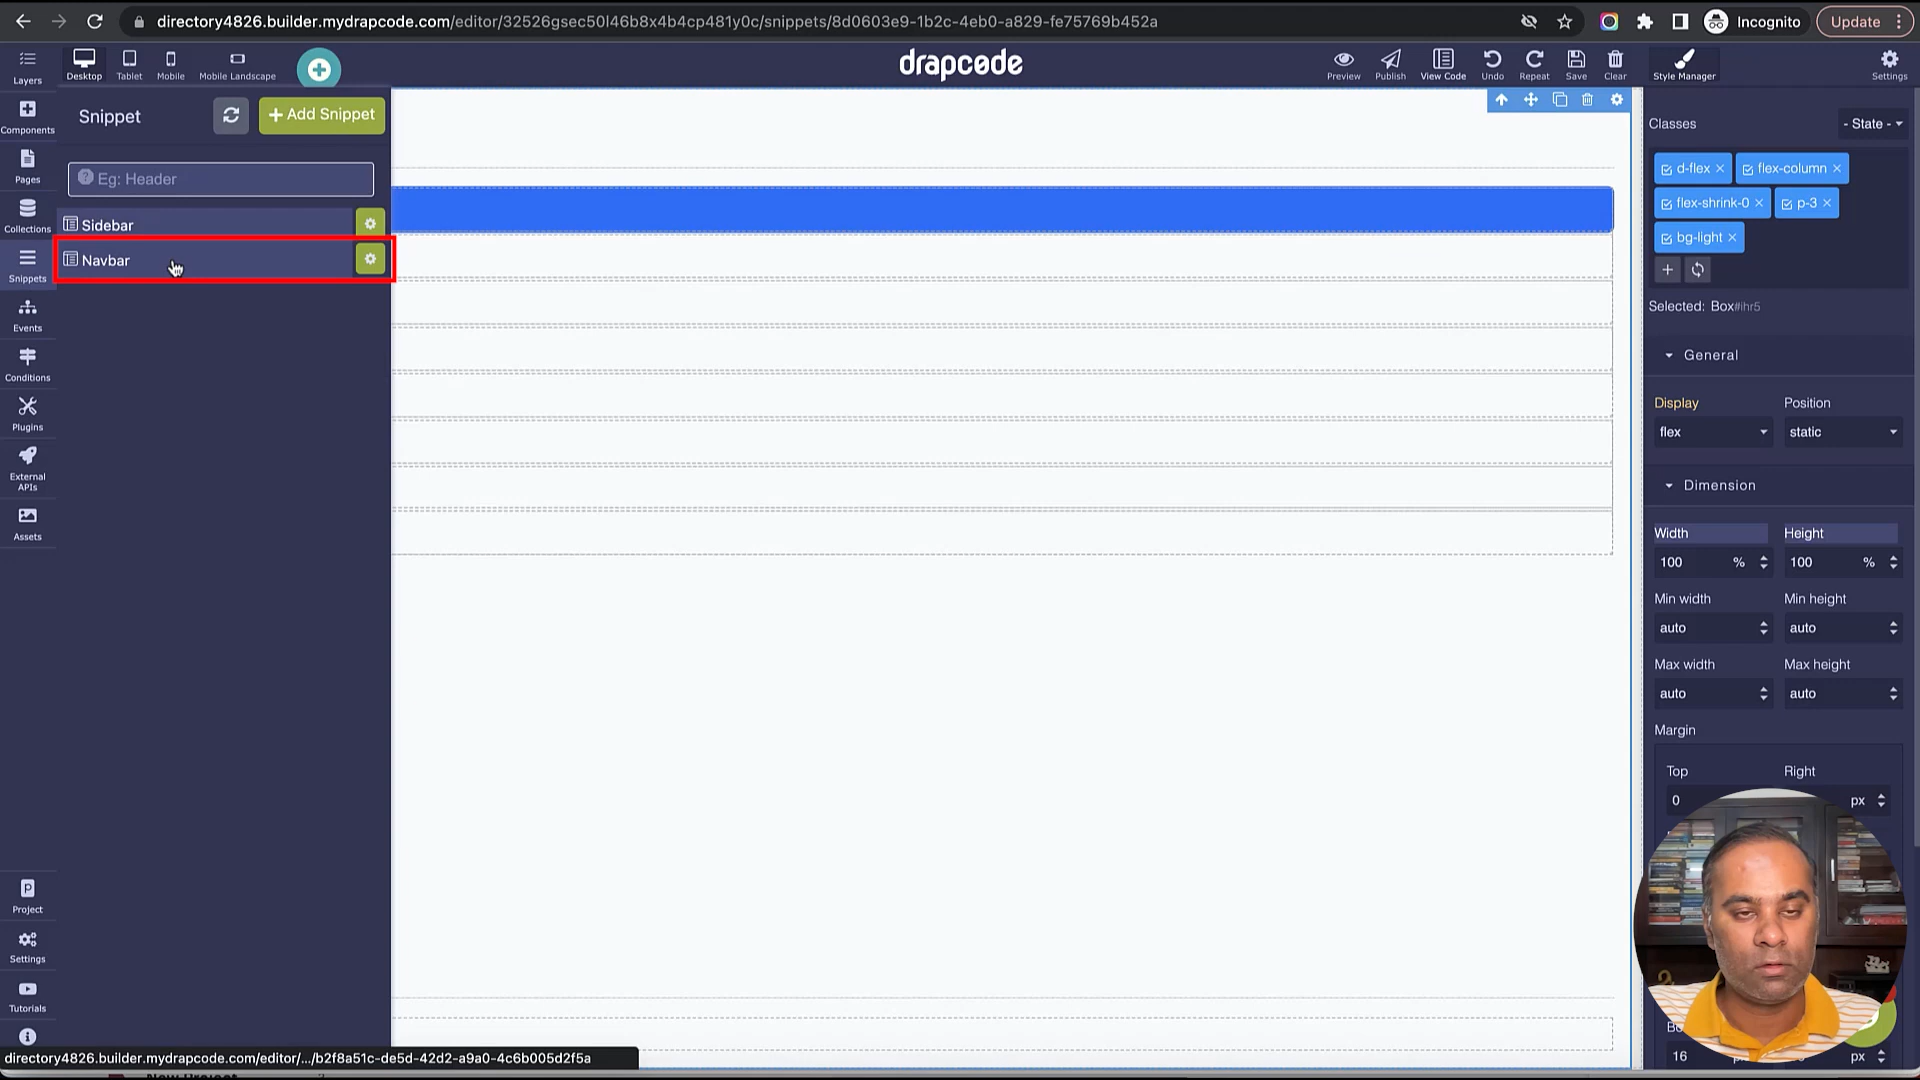 directory4826.builder.mydrapcode.com/editor/32526gsec50l46b8x4b4cp481y0c/snippets/8d0603e9-1b2c-4eb0-a829-fe75769b452a
Incognito
Update
Layers
Desktop
Tablet
Mobile
Mobile Landscape
drapcode
Preview
Publish
View Code
Undo
Repeat
Save
Clear
Style Manager
Settings
Components
Pages
Collections
Snippets
Events
Conditions
Plugins
External APIs
Assets
Project
Settings
Tutorials
Snippet
+ Add Snippet
Eg: Header
Sidebar
Navbar
Classes
- State -
d-flex
flex-column
flex-shrink-0
p-3
bg-light
Selected: Box#ihr5
General
Display
Position
flex
static
Dimension
Width
Height
100 %
100 %
Min width
Min height
auto
auto
Max width
Max height
auto
auto
Margin
Top
Right
0
px
16
px
directory4826.builder.mydrapcode.com/editor/.../b2f8a51c-de5d-42d2-a9a0-4c6b005d2f5a